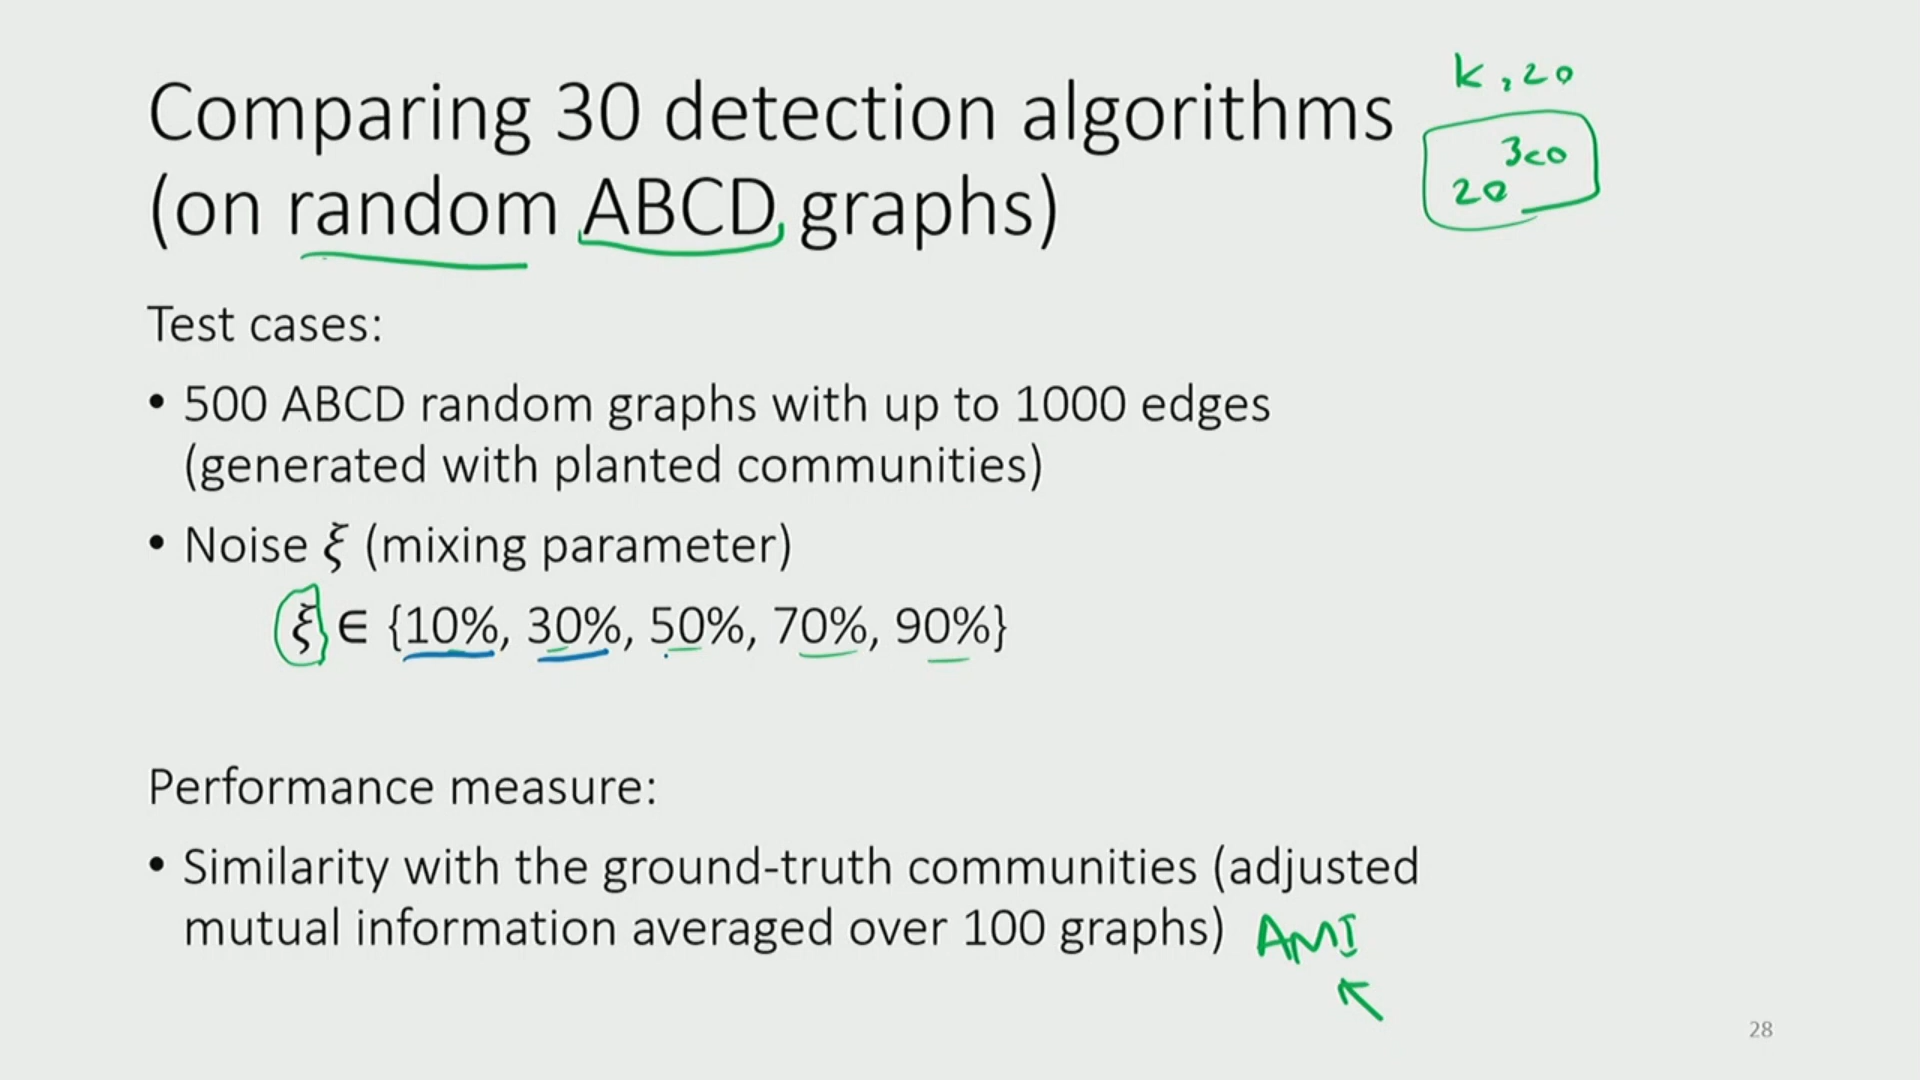 Comparing 30 detection algorithms
(on random ABCD graphs)
k, 20
20^300
Test cases:
• 500 ABCD random graphs with up to 1000 edges
(generated with planted communities)
• Noise ξ (mixing parameter)
ξ ∈ {10%, 30%, 50%, 70%, 90%}
Performance measure:
• Similarity with the ground-truth communities (adjusted
mutual information averaged over 100 graphs)
AMI
28